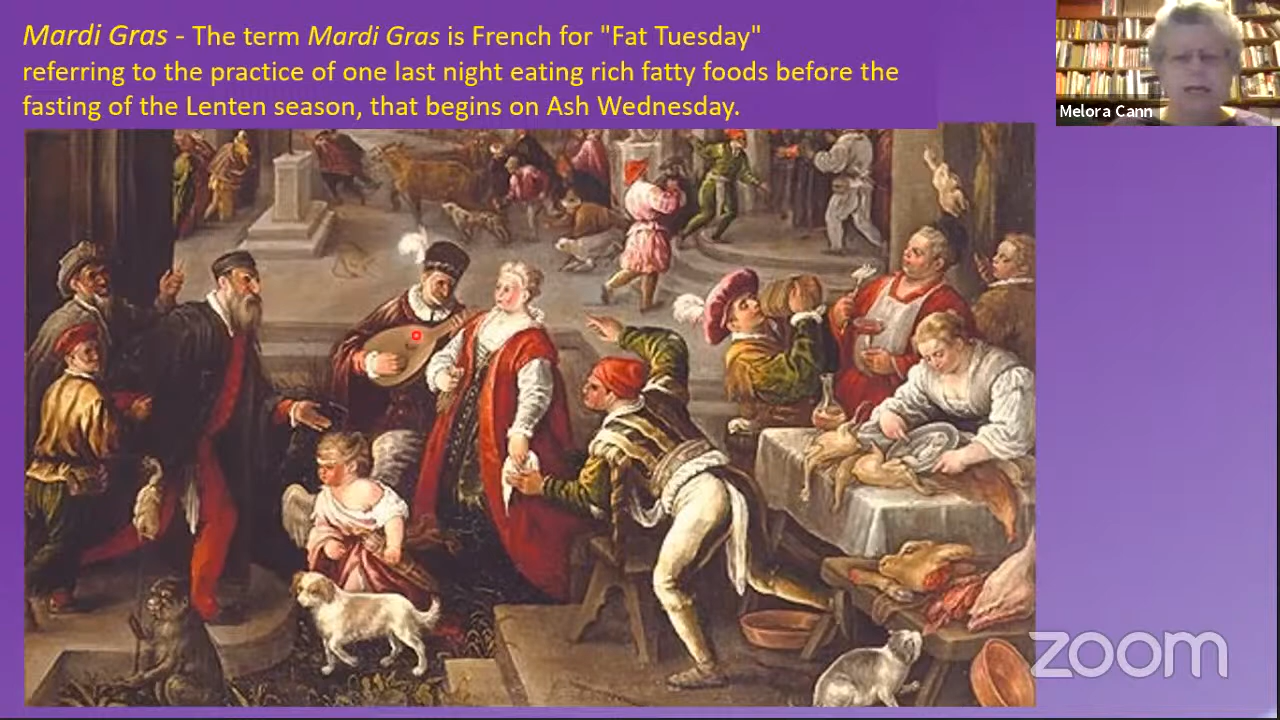 Mardi Gras - The term Mardi Gras is French for "Fat Tuesday"
referring to the practice of one last night eating rich fatty foods before the
fasting of the Lenten season, that begins on Ash Wednesday.
Melora Cann
zoom